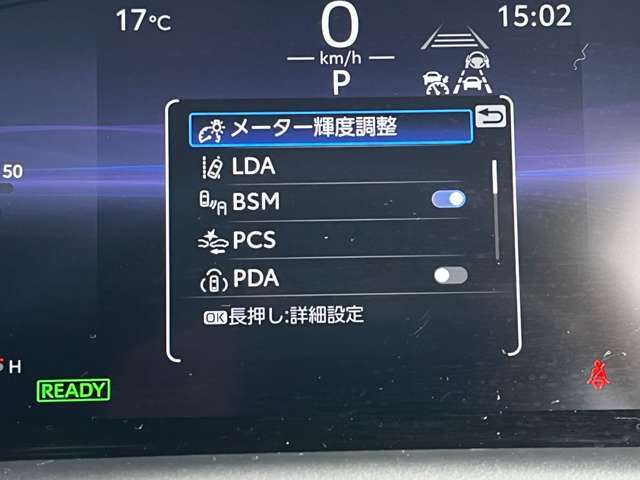 17°C
0
15:02
km/h
P
メーター輝度調整
LDA
50
BSM
PCS
PDA
OK長押し:詳細設定
H
READY